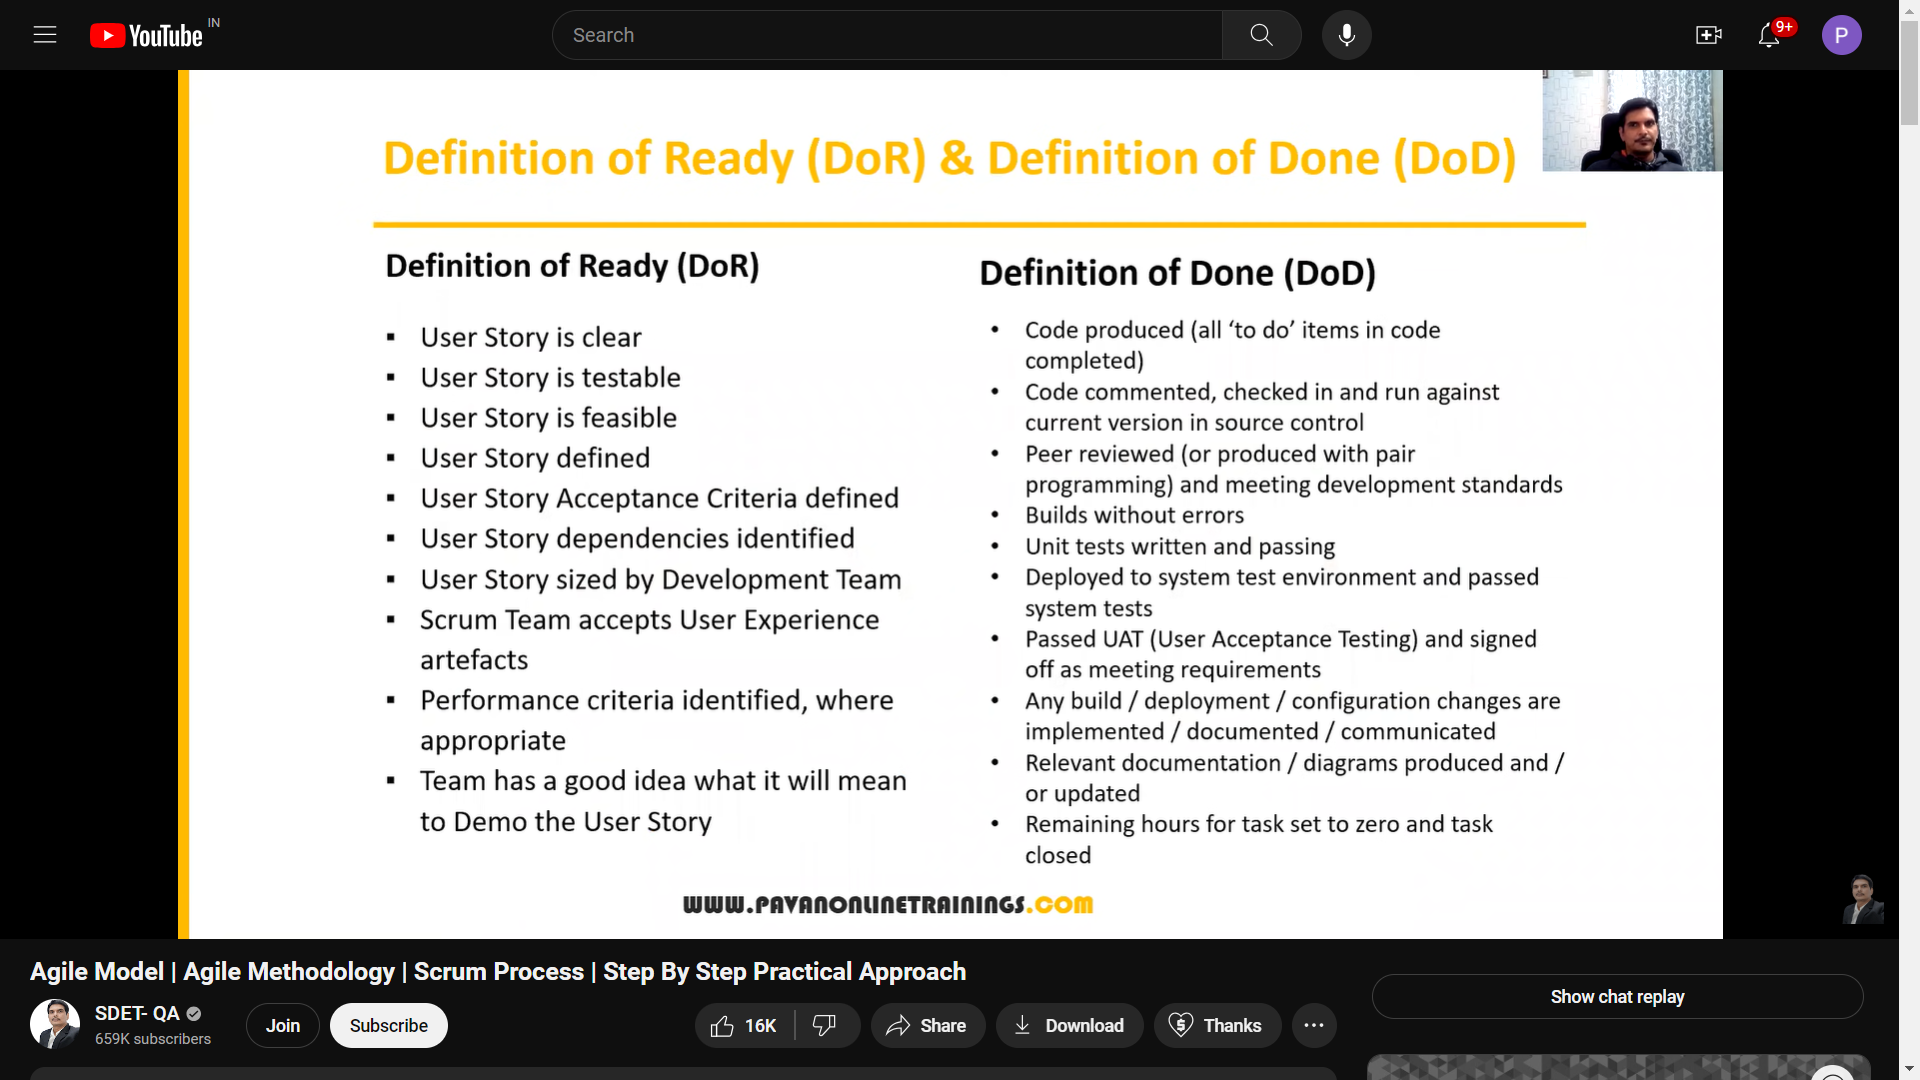 YouTube IN
Search
9+
P
Definition of Ready (DoR) & Definition of Done (DoD)
Definition of Ready (DoR)
▪ User Story is clear
▪ User Story is testable
▪ User Story is feasible
▪ User Story defined
▪ User Story Acceptance Criteria defined
▪ User Story dependencies identified
▪ User Story sized by Development Team
▪ Scrum Team accepts User Experience
artefacts
▪ Performance criteria identified, where
appropriate
▪ Team has a good idea what it will mean
to Demo the User Story
Definition of Done (DoD)
• Code produced (all ‘to do’ items in code
completed)
• Code commented, checked in and run against
current version in source control
• Peer reviewed (or produced with pair
programming) and meeting development standards
• Builds without errors
• Unit tests written and passing
• Deployed to system test environment and passed
system tests
• Passed UAT (User Acceptance Testing) and signed
off as meeting requirements
• Any build / deployment / configuration changes are
implemented / documented / communicated
• Relevant documentation / diagrams produced and /
or updated
• Remaining hours for task set to zero and task
closed
WWW.PAVANONLINETRAININGS.COM
Agile Model | Agile Methodology | Scrum Process | Step By Step Practical Approach
SDET- QA
659K subscribers
Join
Subscribe
16K
Share
Download
Thanks
Show chat replay